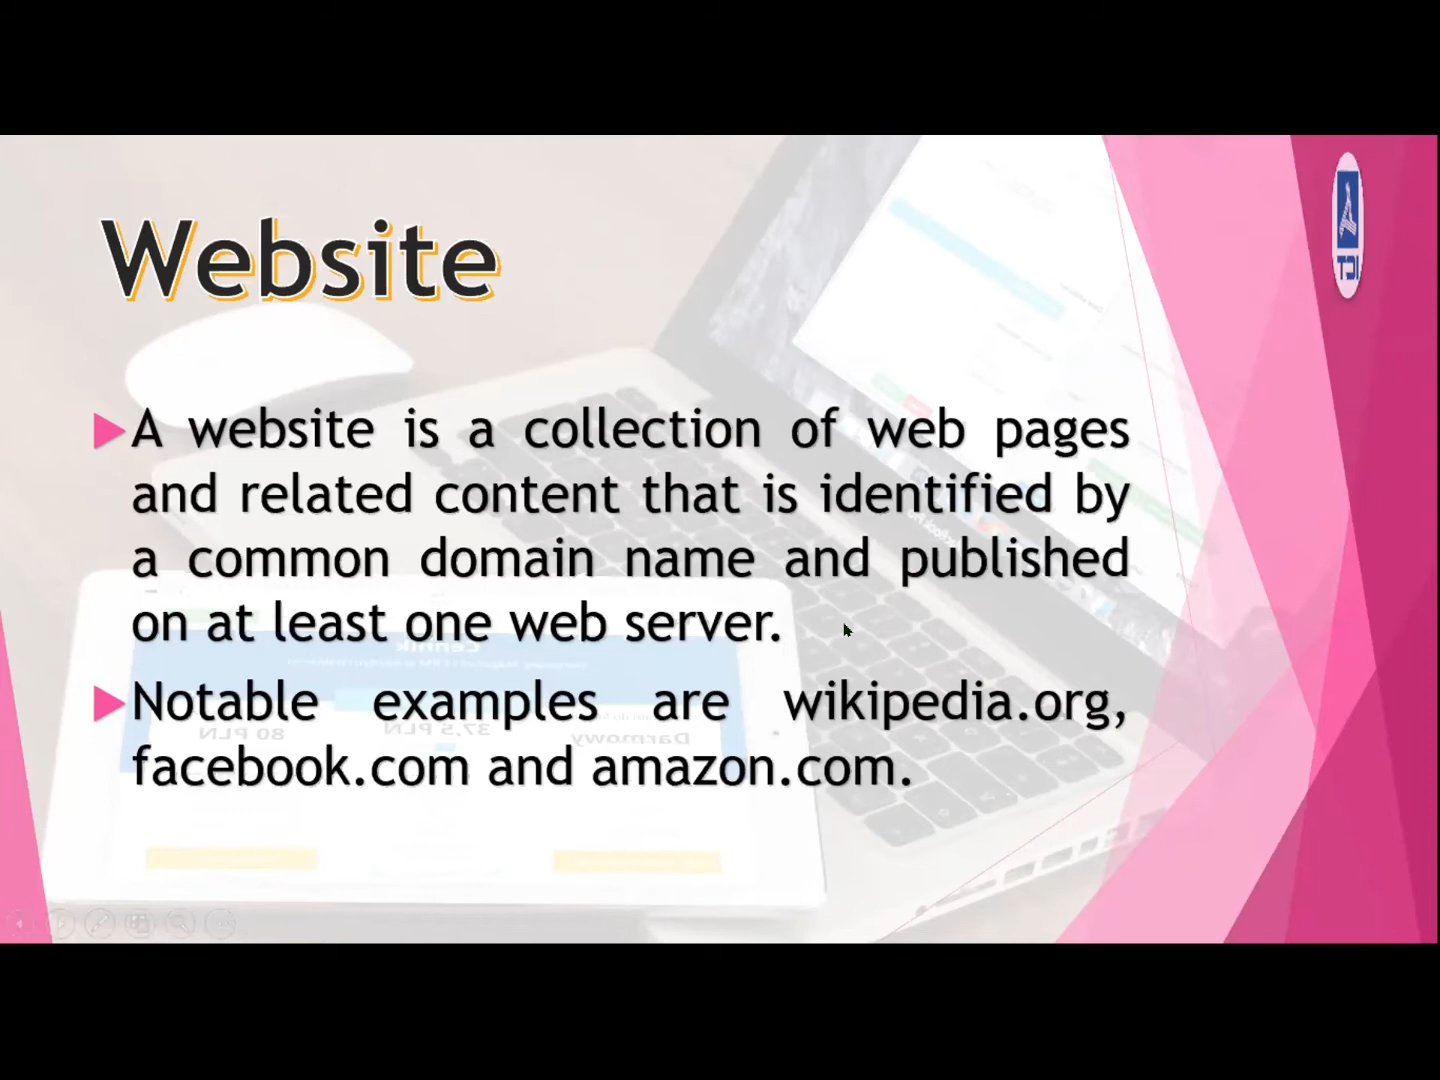 Website
A website is a collection of web pages
and related content that is identified by
a common domain name and published
on at least one web server.
Notable examples are wikipedia.org,
facebook.com and amazon.com.